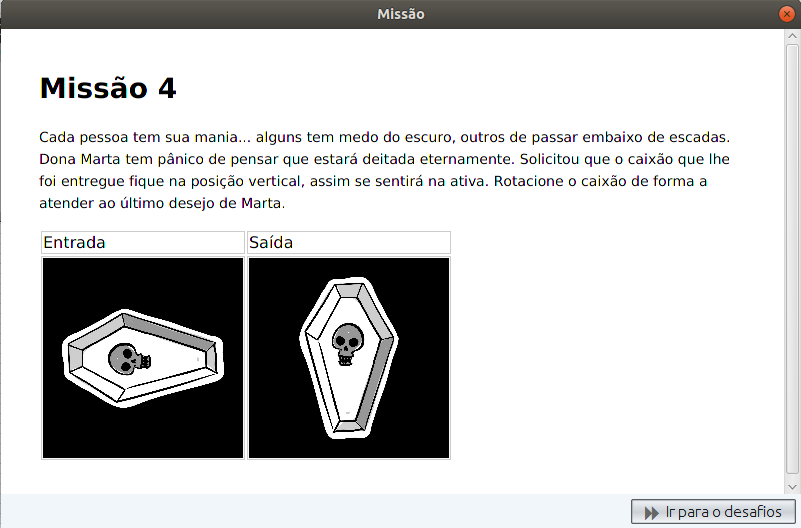 Missão
Missão 4
Cada pessoa tem sua mania... alguns tem medo do escuro, outros de passar embaixo de escadas.
Dona Marta tem pânico de pensar que estará deitada eternamente. Solicitou que o caixão que lhe
foi entregue fique na posição vertical, assim se sentirá na ativa. Rotacione o caixão de forma a
atender ao último desejo de Marta.
Entrada
Saída
Ir para o desafios